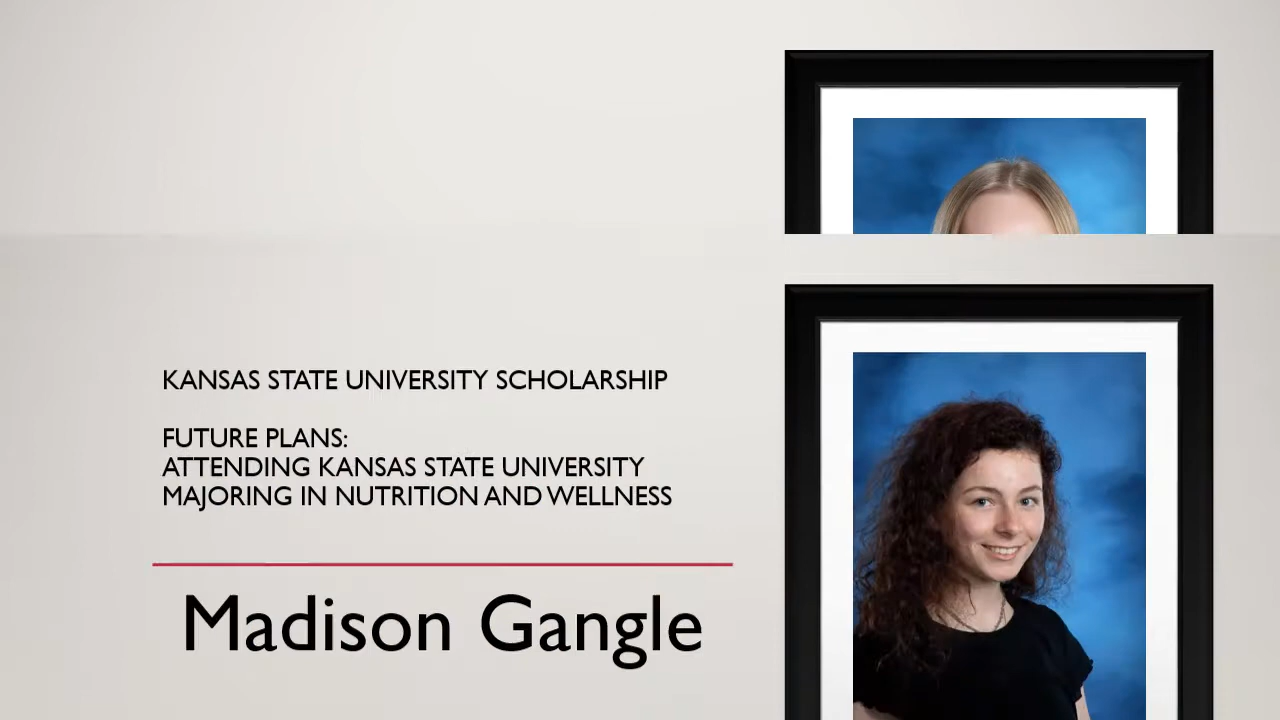 KANSAS STATE UNIVERSITY SCHOLARSHIP
FUTURE PLANS:
ATTENDING KANSAS STATE UNIVERSITY
MAJORING IN NUTRITION AND WELLNESS
Madison Gangle